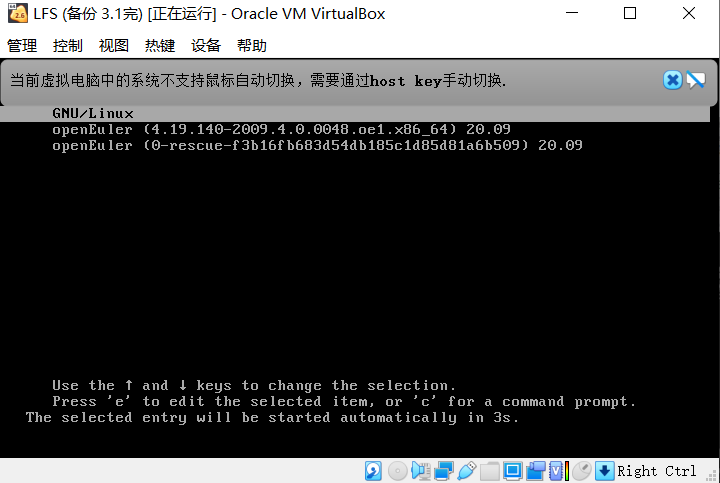 LFS (备份 3.1完) [正在运行] - Oracle VM VirtualBox
管理 控制 视图 热键 设备 帮助
当前虚拟电脑中的系统不支持鼠标自动切换，需要通过host key手动切换.
GNU/Linux
openEuler (4.19.140-2009.4.0.0048.oe1.x86_64) 20.09
openEuler (0-rescue-f3b16fb683d54db185c1d85d81a6b509) 20.09
Use the ↑ and ↓ keys to change the selection.
Press 'e' to edit the selected item, or 'c' for a command prompt.
The selected entry will be started automatically in 3s.
Right Ctrl